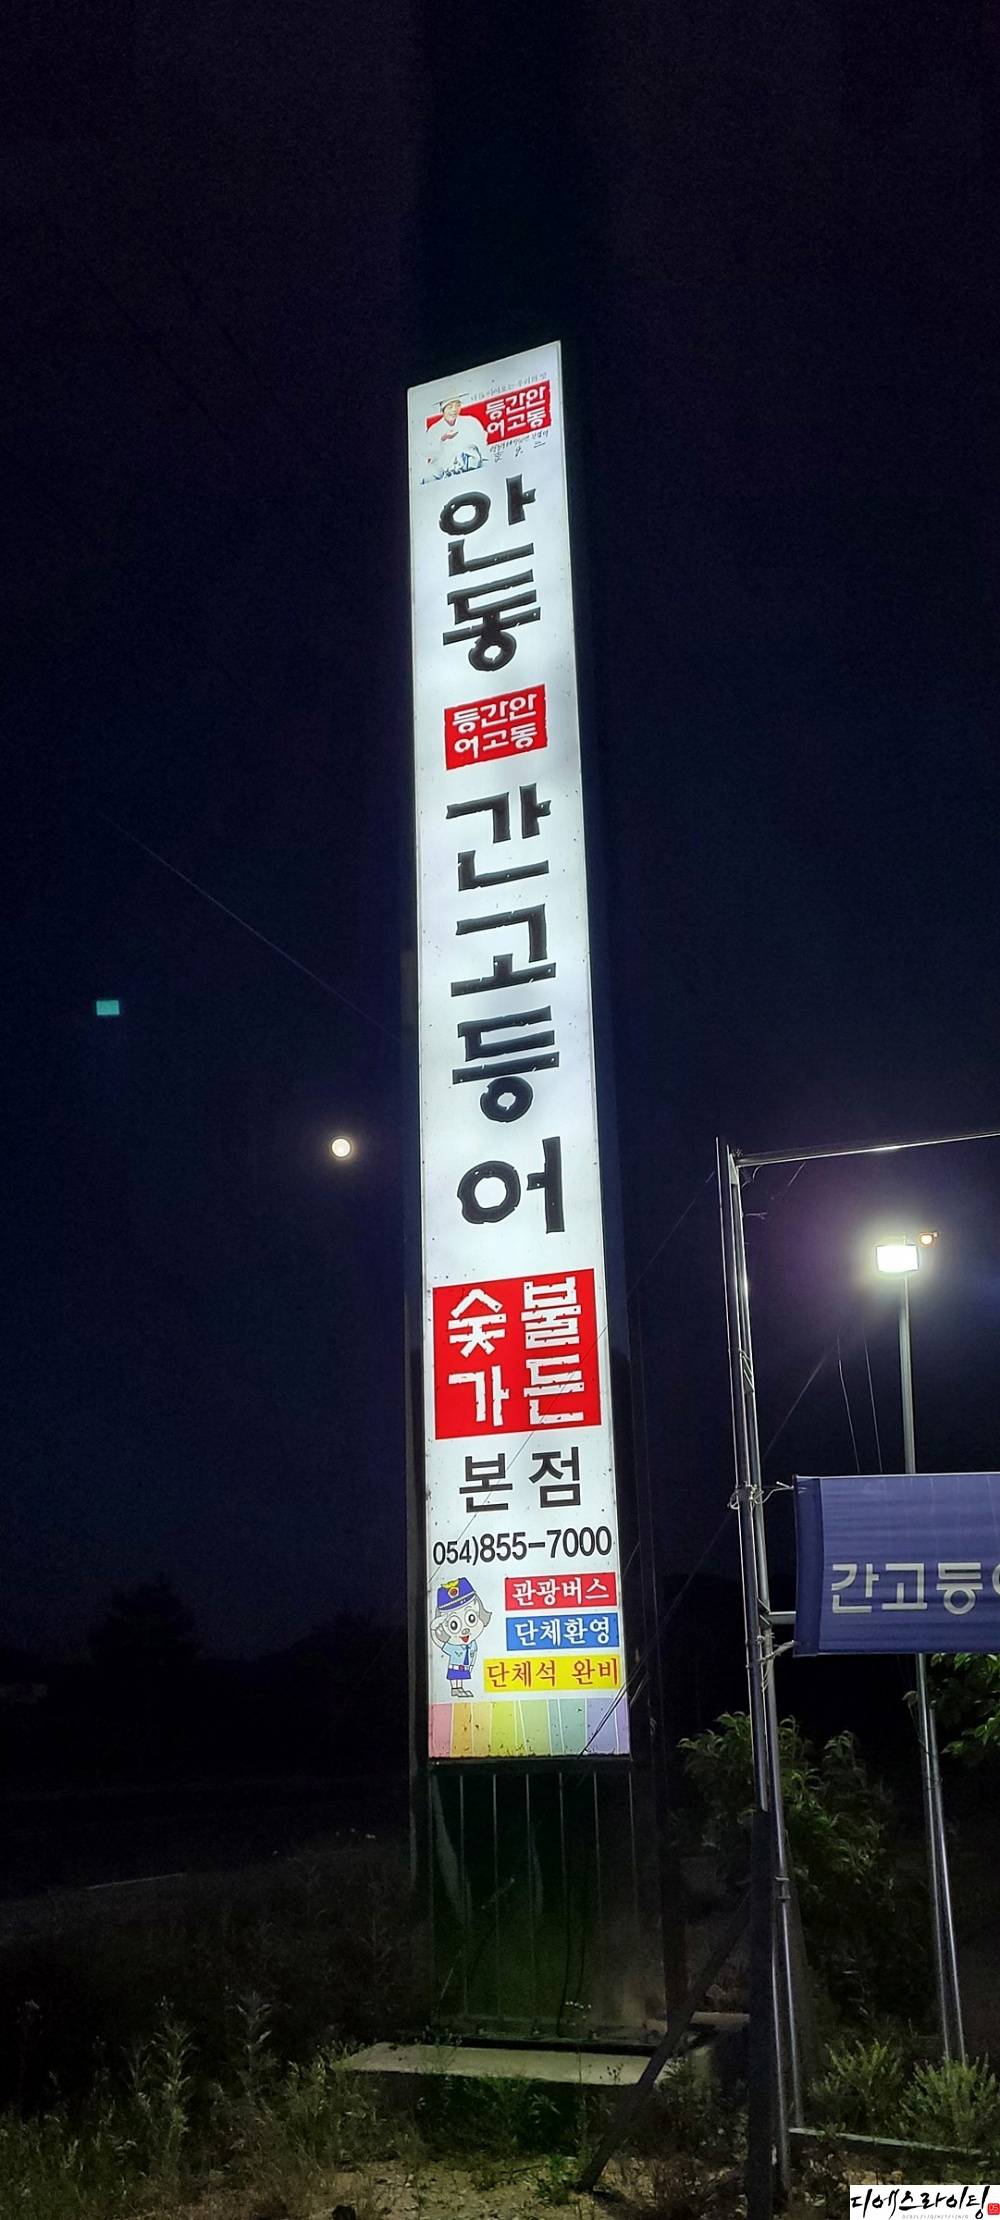 등간안
어고동
안동
등간안
어고동
간고등어
숯불
가든
본점
054)855-7000
관광버스
단체환영
단체석 완비
간고등어
디에스라이팅